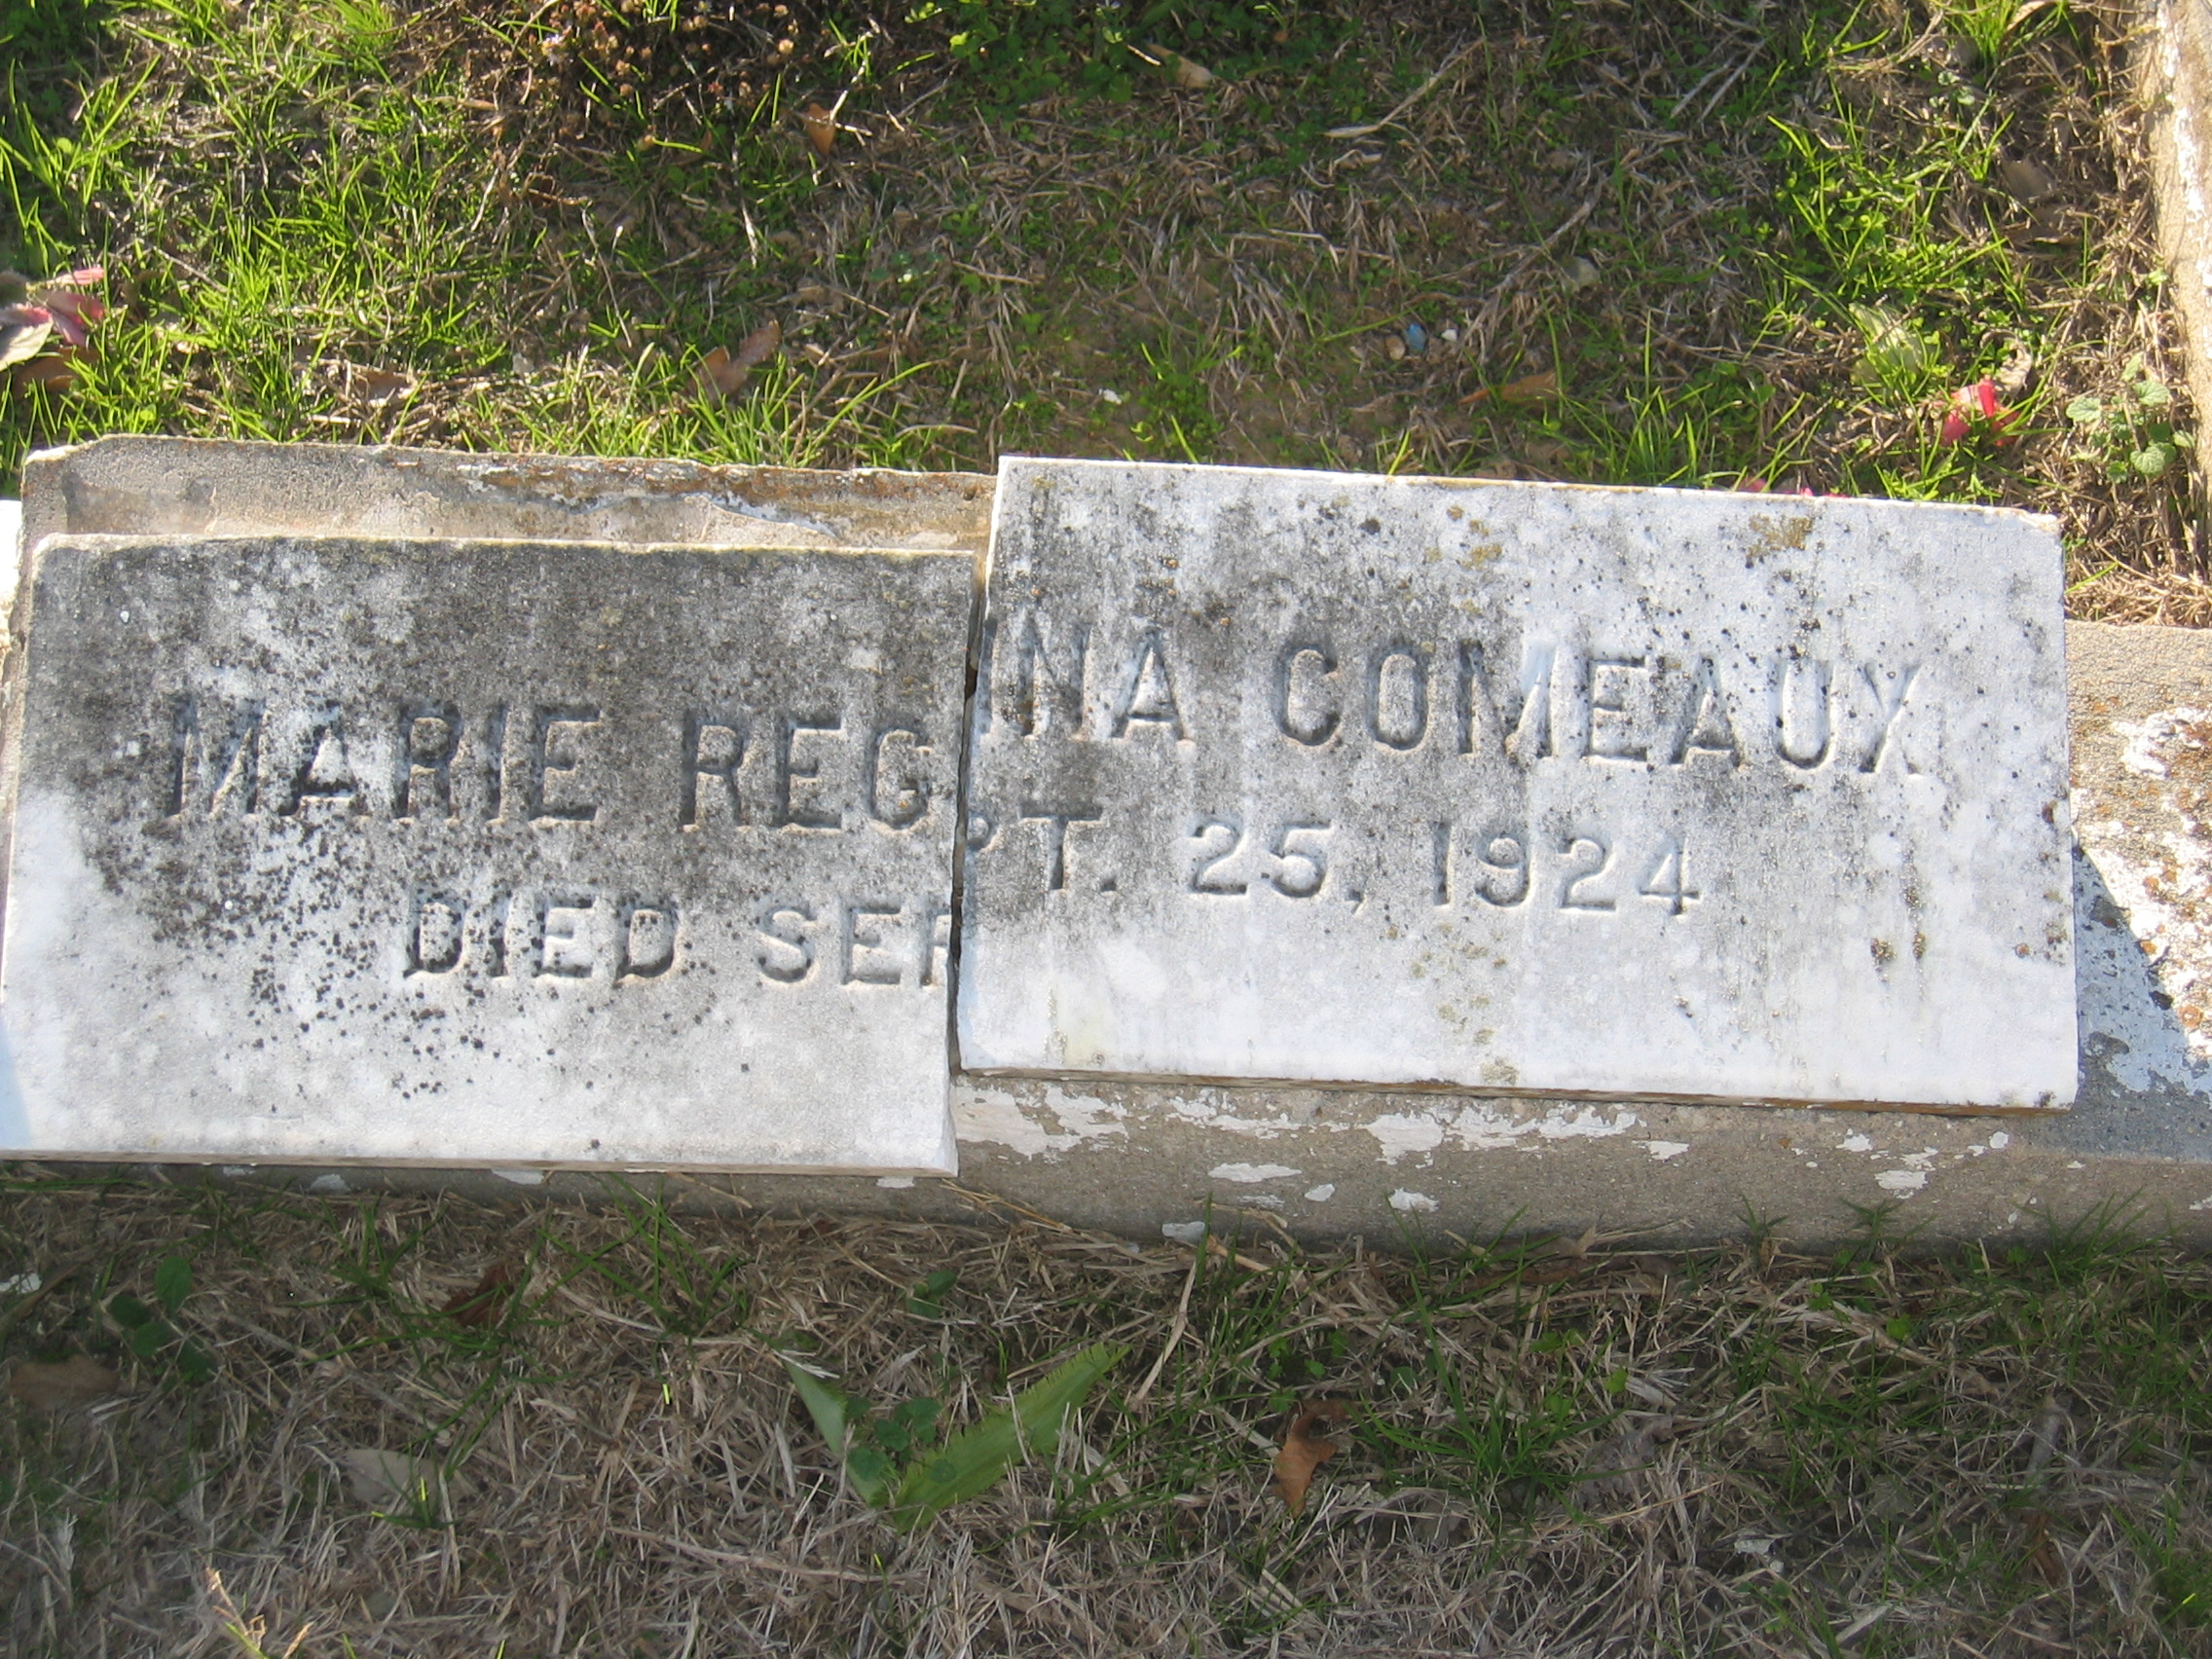 MARIE REGINA COMEAUX
DIED SEPT. 25, 1924